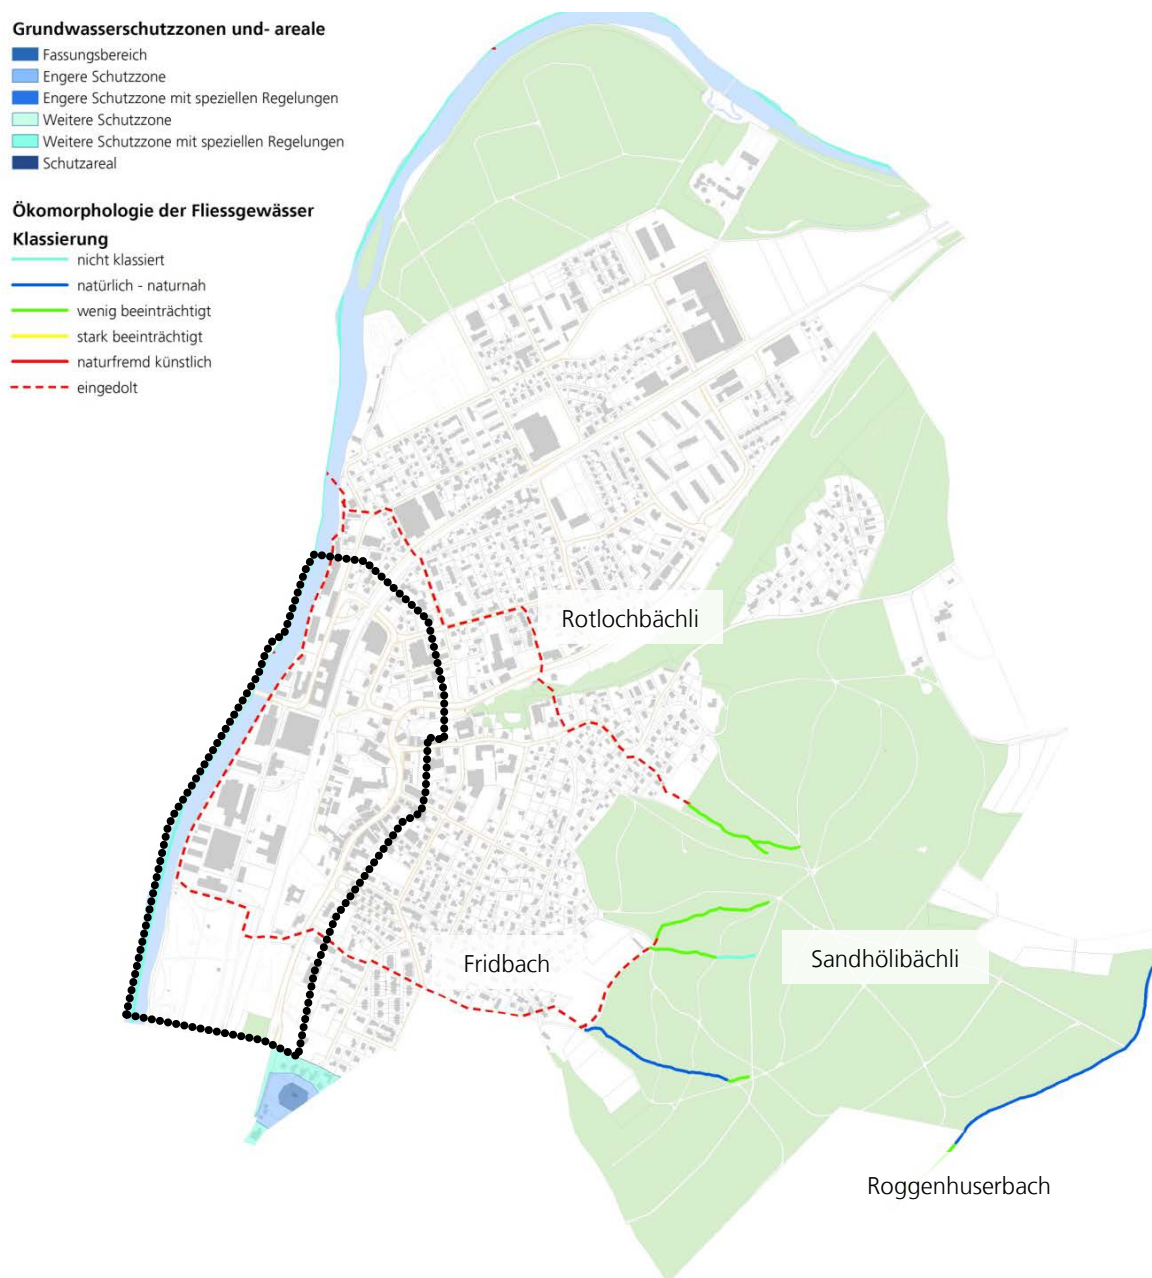 Grundwasserschutzzonen und- areale
Fassungsbereich
Engere Schutzzone
Engere Schutzzone mit speziellen Regelungen
Weitere Schutzzone
Weitere Schutzzone mit speziellen Regelungen
Schutzareal
Ökomorphologie der Fliessgewässer
Klassierung
nicht klassiert
natürlich - naturnah
wenig beeinträchtigt
stark beeinträchtigt
naturfremd künstlich
eingedolt
Rotlochbächli
Fridbach
Sandhölibächli
Roggenhuserbach